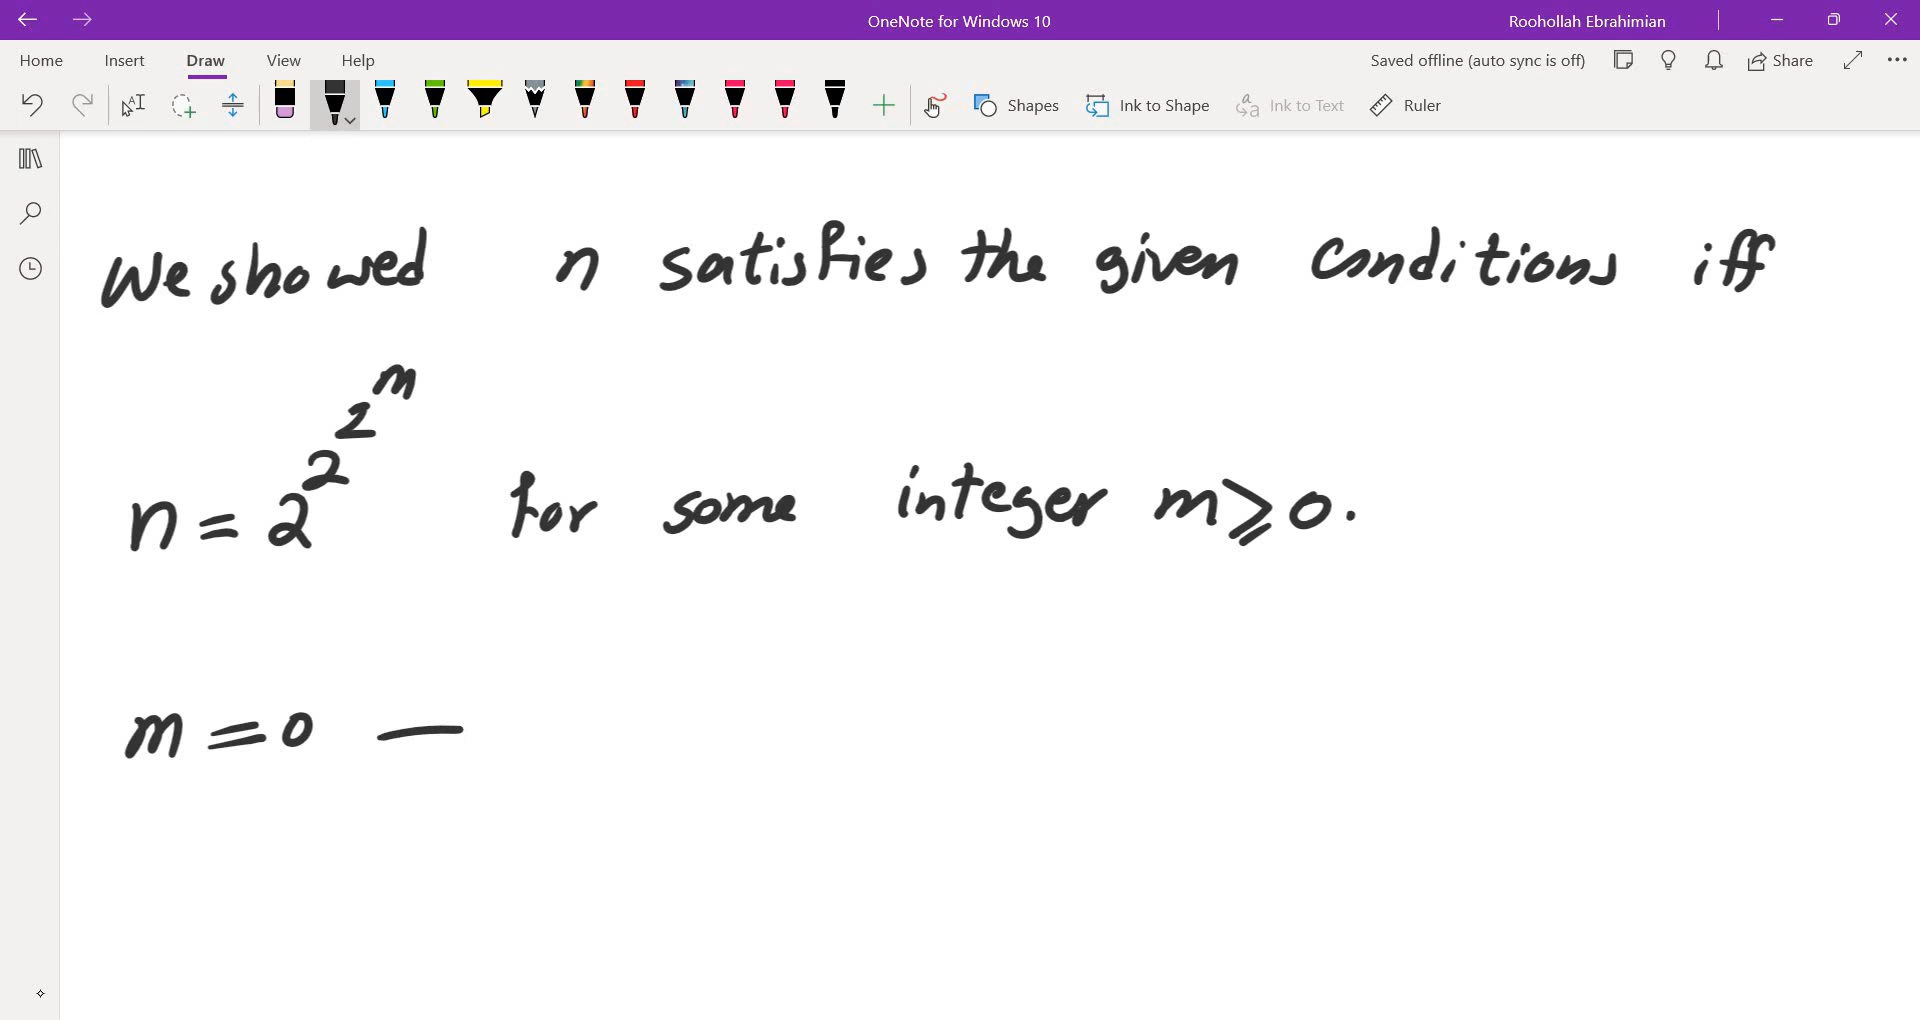 OneNote for Windows 10
Roohollah Ebrahimian
Home Insert Draw View Help
Saved offline (auto sync is off) Share
Shapes Ink to Shape Ink to Text Ruler
We showed n satisfies the given conditions iff
n = 2^2^2^m for some integer m ⩾ 0.
m = 0 —